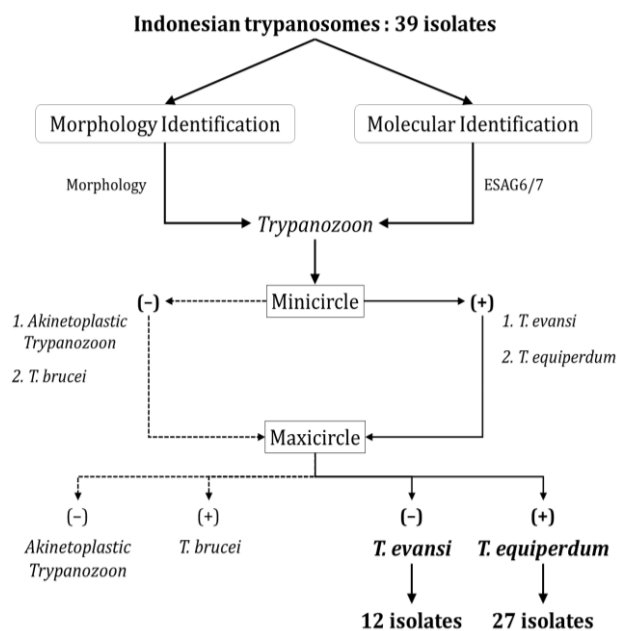 Indonesian trypanosomes : 39 isolates
Morphology Identification
Molecular Identification
Morphology
ESAG6/7
Trypanozoon
(−)
Minicircle
(+)
1. Akinetoplastic
Trypanozoon
2. T. brucei
1. T. evansi
2. T. equiperdum
Maxicircle
(−)
(+)
(−)
(+)
Akinetoplastic
Trypanozoon
T. brucei
T. evansi
T. equiperdum
12 isolates
27 isolates